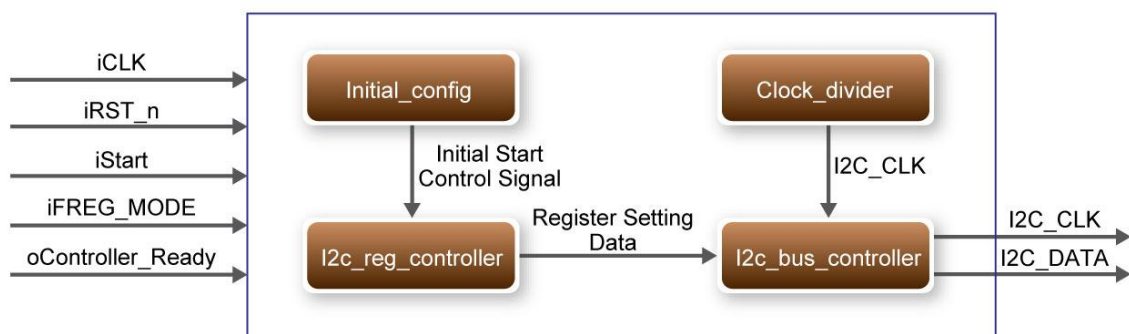 iCLK
iRST_n
iStart
iFREG_MODE
oController_Ready
Initial_config
Clock_divider
Initial Start
Control Signal
I2C_CLK
Register Setting
Data
I2c_reg_controller
I2c_bus_controller
I2C_CLK
I2C_DATA